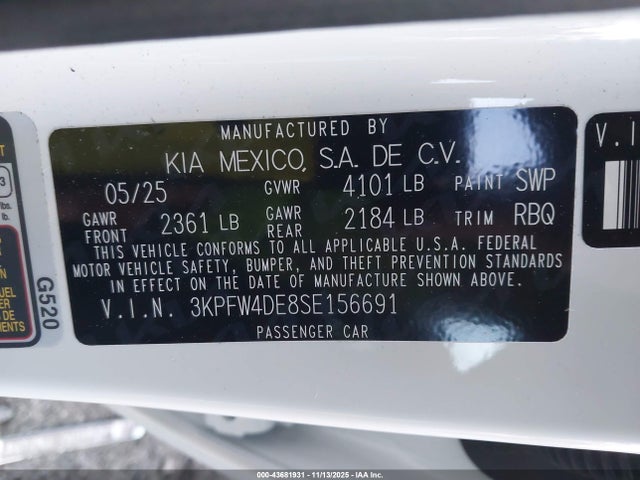 MANUFACTURED BY
KIA MEXICO, S.A. DE C.V.
05/25 GVWR 4101 LB PAINT SWP
GAWR FRONT 2361 LB GAWR REAR 2184 LB TRIM RBQ
THIS VEHICLE CONFORMS TO ALL APPLICABLE U.S.A. FEDERAL
MOTOR VEHICLE SAFETY, BUMPER, AND THEFT PREVENTION STANDARDS
IN EFFECT ON THE DATE OF MANUFACTURE SHOWN ABOVE.
V.I.N. 3KPFW4DE8SE156691
PASSENGER CAR
G520
V.I
3
lbs.
lb.
000-43681931 - 11/13/2025 - IAA Inc.